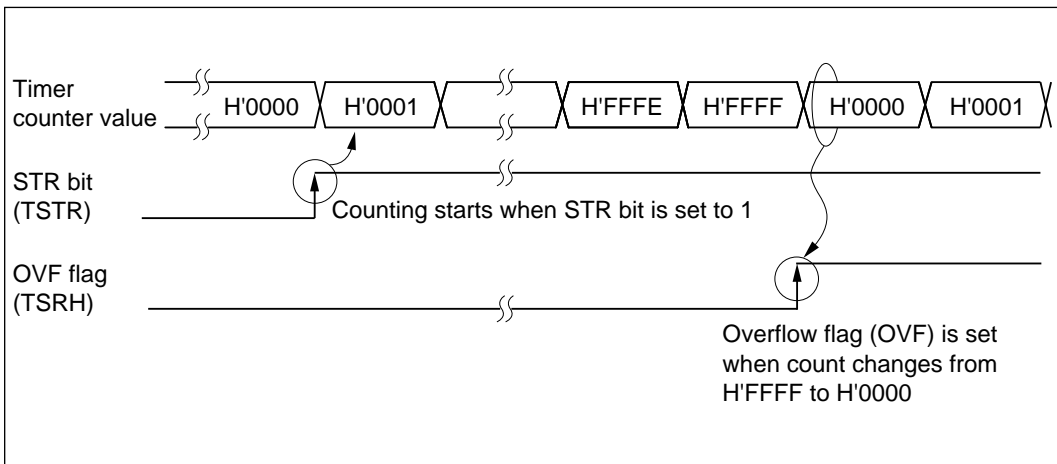 Timer
counter value
H'0000 H'0001 H'FFFE H'FFFF H'0000 H'0001
STR bit
(TSTR)
Counting starts when STR bit is set to 1
OVF flag
(TSRH)
Overflow flag (OVF) is set
when count changes from
H'FFFF to H'0000